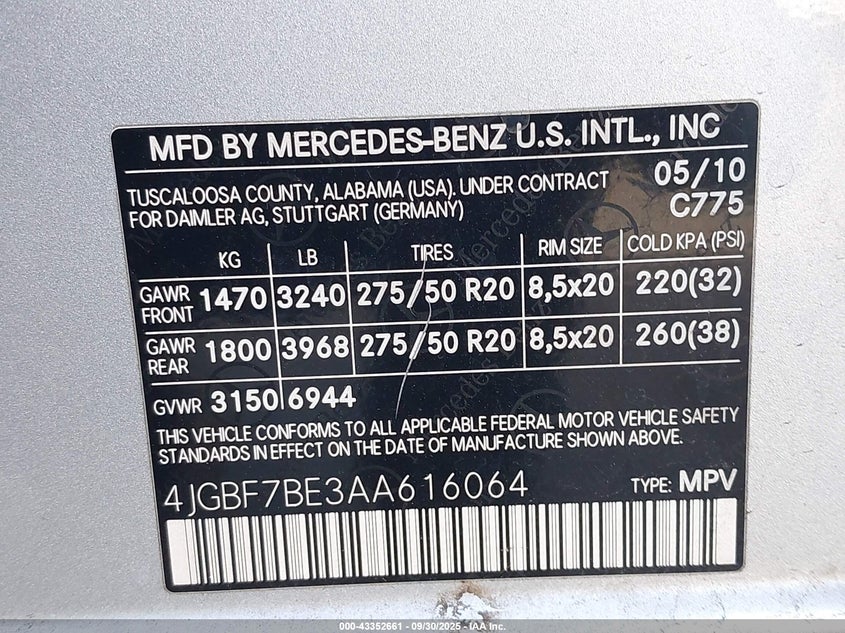 MFD BY MERCEDES-BENZ U.S. INTL., INC
TUSCALOOSA COUNTY, ALABAMA (USA). UNDER CONTRACT
FOR DAIMLER AG, STUTTGART (GERMANY)
05/10
C775
KG LB TIRES RIM SIZE COLD KPA (PSI)
GAWR FRONT 1470 3240 275/50 R20 8,5x20 220(32)
GAWR REAR 1800 3968 275/50 R20 8,5x20 260(38)
GVWR 3150 6944
THIS VEHICLE CONFORMS TO ALL APPLICABLE FEDERAL MOTOR VEHICLE SAFETY
STANDARDS IN EFFECT ON THE DATE OF MANUFACTURE SHOWN ABOVE.
4JGBF7BE3AA616064 TYPE: MPV
000-43352661 - 09/30/2025 - IAA Inc.